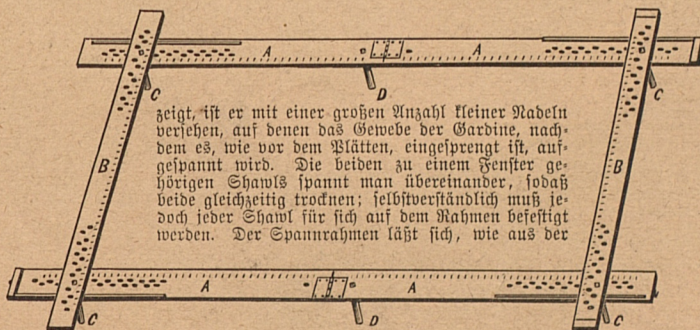 A A
C D C
zeigt, ist er mit einer großen Anzahl kleiner Nadeln
versehen, auf denen das Gewebe der Gardine, nach-
dem es, wie vor dem Plätten, eingesprengt ist, auf-
gespannt wird. Die beiden zu einem Fenster ge-
B B
hörigen Shawls spannt man übereinander, sodaß
beide gleichzeitig trocknen; selbstverständlich muß je-
doch jeder Shawl für sich auf dem Rahmen befestigt
werden. Der Spannrahmen läßt sich, wie aus der
A A
C D C